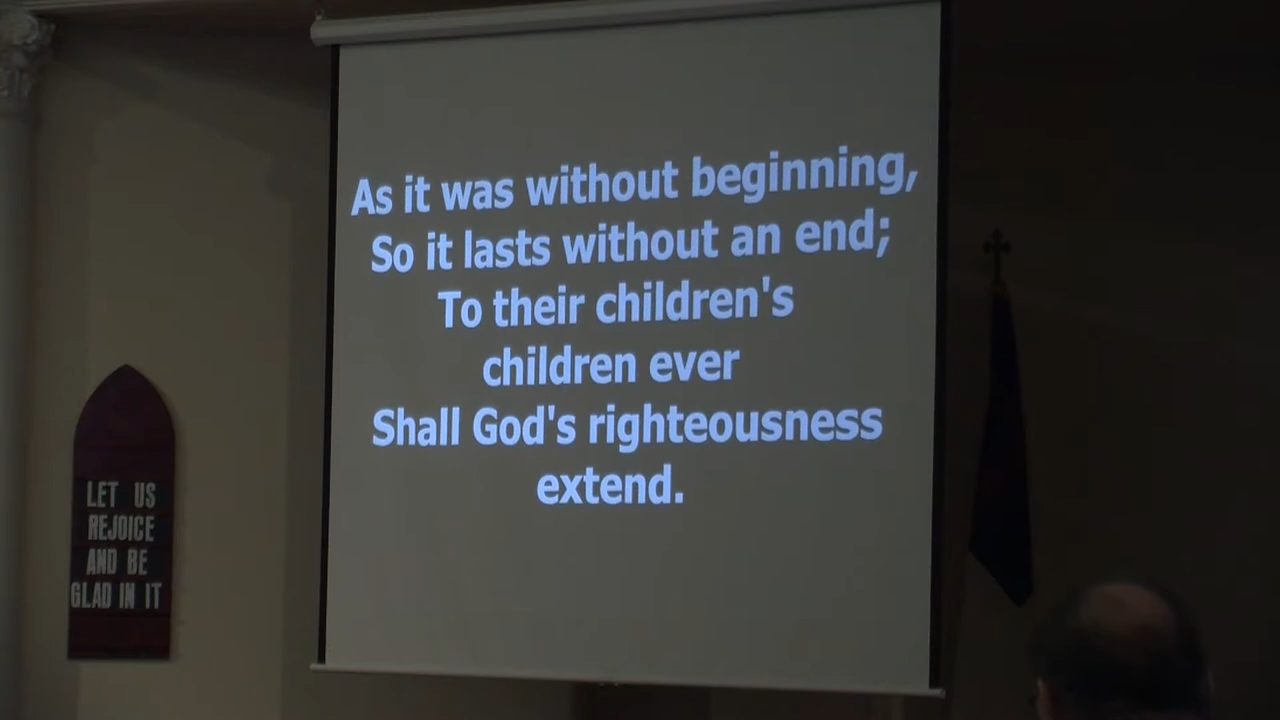 As it was without beginning,
So it lasts without an end;
To their children's
children ever
Shall God's righteousness
extend.
LET US
REJOICE
AND BE
GLAD IN IT